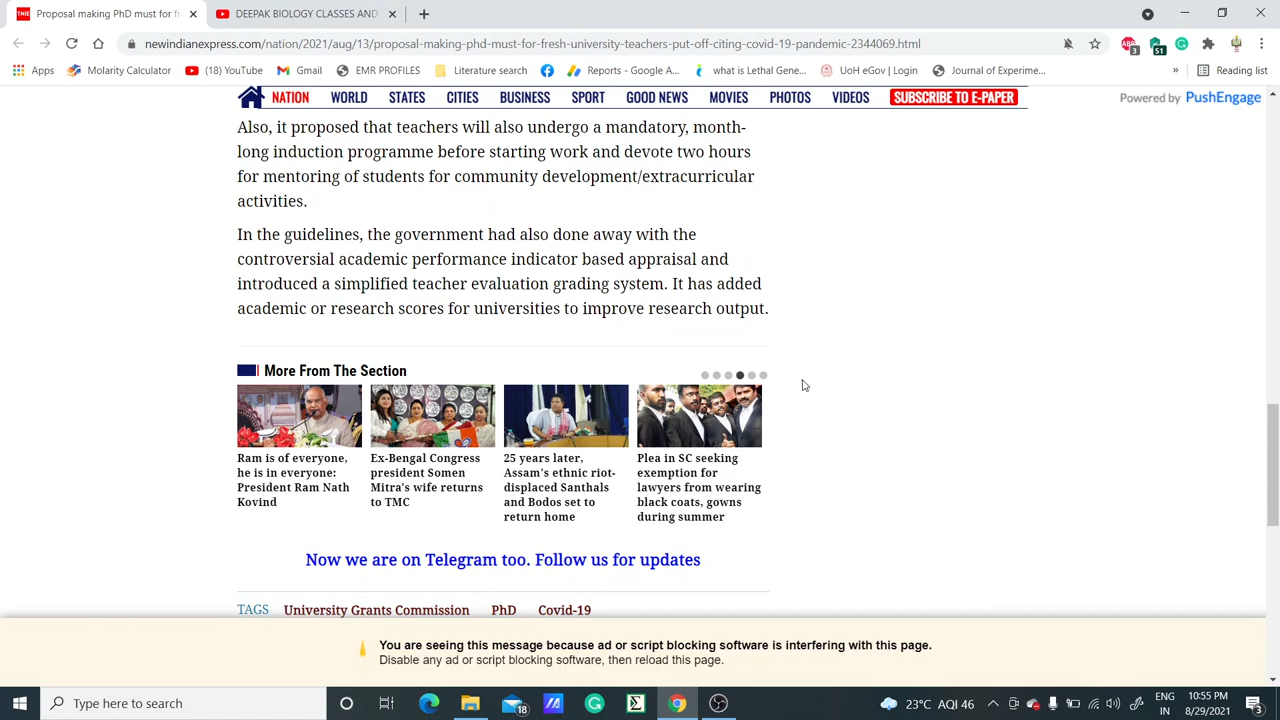 Proposal making PhD must for fr
DEEPAK BIOLOGY CLASSES AND
newindianexpress.com/nation/2021/aug/13/proposal-making-phd-must-for-fresh-university-teachers-put-off-citing-covid-19-pandemic-2344069.html
3
51
Apps
Molarity Calculator
(18) YouTube
Gmail
EMR PROFILES
Literature search
Reports - Google A...
what is Lethal Gene...
UoH eGov | Login
Journal of Experime...
»
Reading list
NATION WORLD STATES CITIES BUSINESS SPORT GOOD NEWS MOVIES PHOTOS VIDEOS SUBSCRIBE TO E-PAPER
Powered by PushEngage
Also, it proposed that teachers will also undergo a mandatory, month-
long induction programme before starting work and devote two hours
for mentoring of students for community development/extracurricular
activities.
In the guidelines, the government had also done away with the
controversial academic performance indicator based appraisal and
introduced a simplified teacher evaluation grading system. It has added
academic or research scores for universities to improve research output.
More From The Section
Ram is of everyone,
he is in everyone:
President Ram Nath
Kovind
Ex-Bengal Congress
president Somen
Mitra's wife returns
to TMC
25 years later,
Assam's ethnic riot-
displaced Santhals
and Bodos set to
return home
Plea in SC seeking
exemption for
lawyers from wearing
black coats, gowns
during summer
Now we are on Telegram too. Follow us for updates
TAGS University Grants Commission PhD Covid-19
You are seeing this message because ad or script blocking software is interfering with this page.
Disable any ad or script blocking software, then reload this page.
Type here to search
18
23°C AQI 46
ENG
IN
10:55 PM
8/29/2021
3